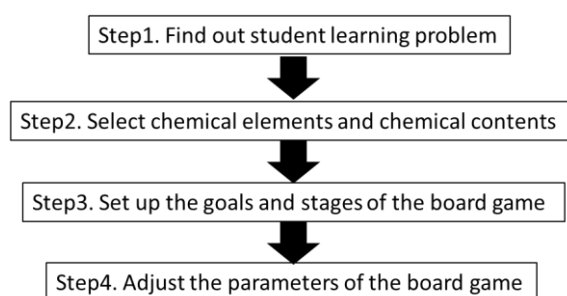 Step1. Find out student learning problem
Step2. Select chemical elements and chemical contents
Step3. Set up the goals and stages of the board game
Step4. Adjust the parameters of the board game